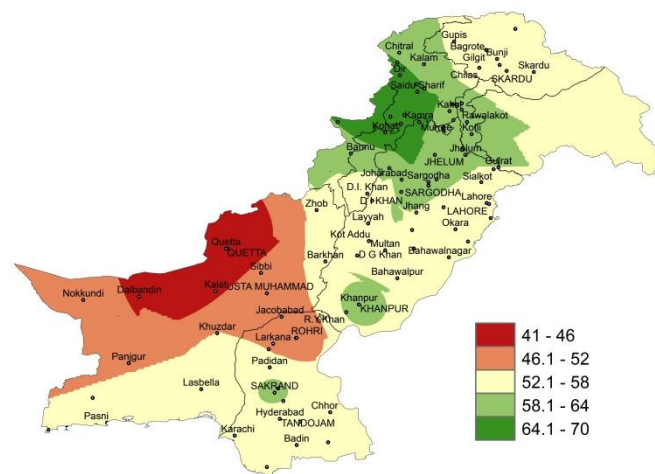 Chitral
Gupis
Bagrote
Bunji
Kalam
Gilgit
Skardu
Dir
Chilas
SKARDU
Saidu Sharif
Kakul
Kamra
Rawalakot
Kohat
Murree
Kotli
Bannu
Jhelum
JHELUM
Gujrat
Joharabad
Sargodha
Sialkot
D.I. Khan
SARGODHA
Zhob
Jhang
Lahore
LAHORE
Layyah
Okara
Kot Addu
Quetta
QUETTA
Multan
Barkhan
D G Khan
Bahawalnagar
Sibbi
Bahawalpur
Dalbandin
Kalat
USTA MUHAMMAD
Nokkundi
Khanpur
KHANPUR
Jacobabad
R.Y.Khan
Khuzdar
ROHRI
Larkana
Panjgur
Padidan
Lasbella
SAKRAND
Pasni
Hyderabad
Chhor
TANDOJAM
Karachi
Badin
41 - 46
46.1 - 52
52.1 - 58
58.1 - 64
64.1 - 70